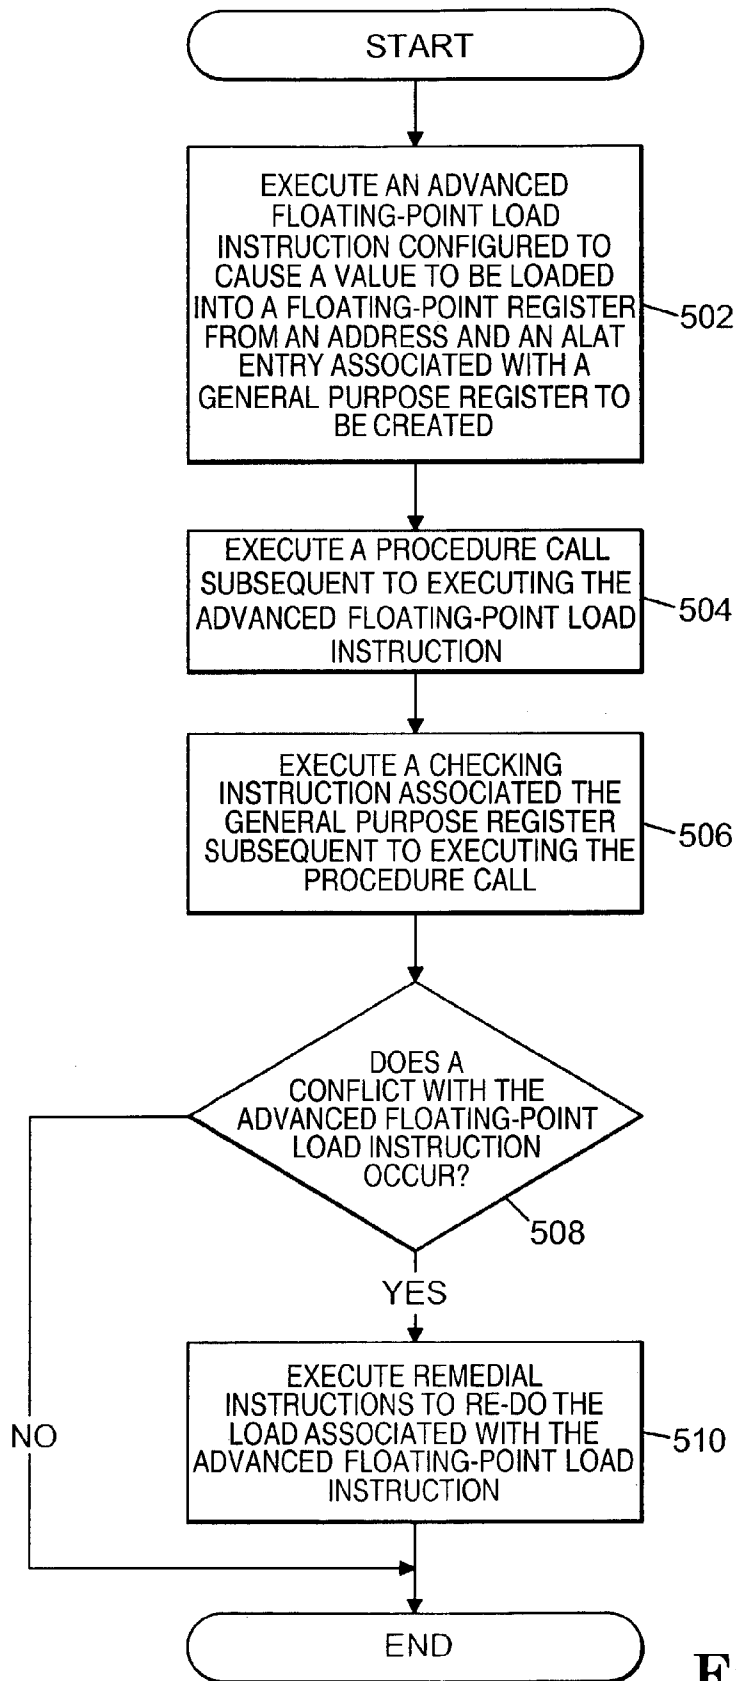 START
EXECUTE AN ADVANCED
FLOATING-POINT LOAD
INSTRUCTION CONFIGURED TO
CAUSE A VALUE TO BE LOADED
INTO A FLOATING-POINT REGISTER
FROM AN ADDRESS AND AN ALAT
ENTRY ASSOCIATED WITH A
GENERAL PURPOSE REGISTER TO
BE CREATED
502
EXECUTE A PROCEDURE CALL
SUBSEQUENT TO EXECUTING THE
ADVANCED FLOATING-POINT LOAD
INSTRUCTION
504
EXECUTE A CHECKING
INSTRUCTION ASSOCIATED THE
GENERAL PURPOSE REGISTER
SUBSEQUENT TO EXECUTING THE
PROCEDURE CALL
506
DOES A
CONFLICT WITH THE
ADVANCED FLOATING-POINT
LOAD INSTRUCTION
OCCUR?
508
YES
EXECUTE REMEDIAL
INSTRUCTIONS TO RE-DO THE
LOAD ASSOCIATED WITH THE
ADVANCED FLOATING-POINT LOAD
INSTRUCTION
510
NO
END